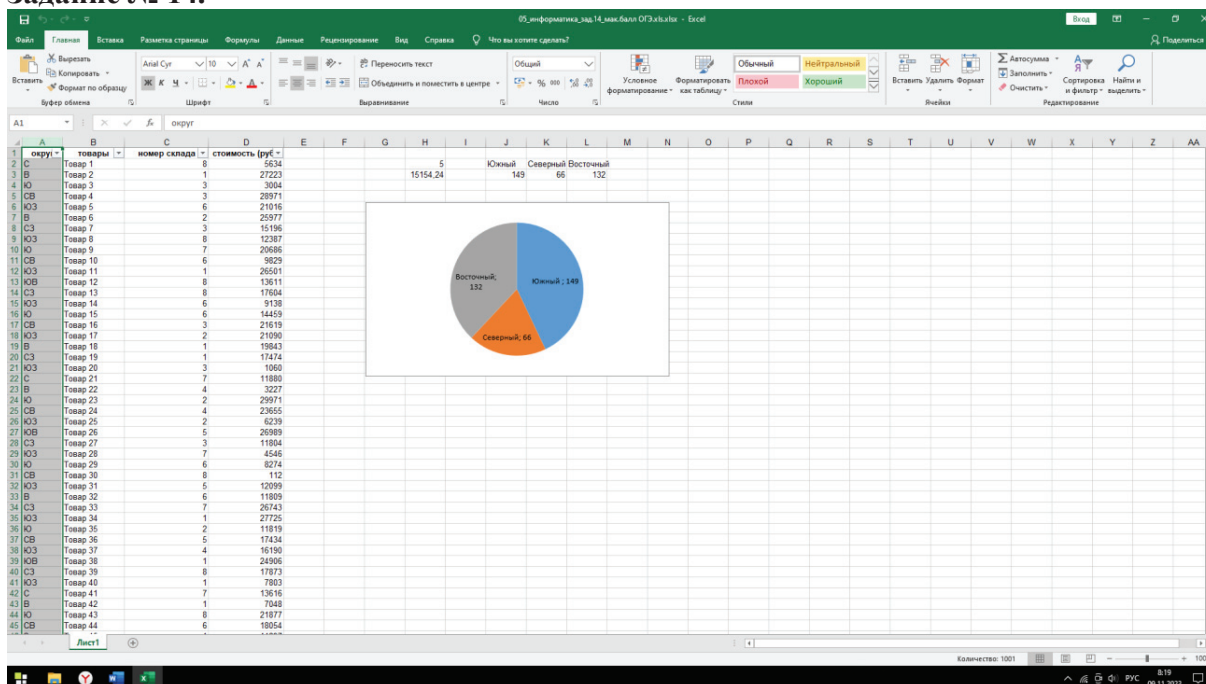 Задание № 14.
05_информатика_зад.14_мак.балл ОГЭ.xls.xlsx - Excel
Вход
Файл Главная Вставка Разметка страницы Формулы Данные Рецензирование Вид Справка Что вы хотите сделать? Поделиться
Вставить
Вырезать
Копировать
Формат по образцу
Буфер обмена
Arial Cyr 10
Ж К Ч
Шрифт
Переносить текст
Объединить и поместить в центре
Выравнивание
Общий
% 000
Число
Условное форматирование
Форматировать как таблицу
Обычный Нейтральный
Плохой Хороший
Стили
Вставить Удалить Формат
Ячейки
Автосумма
Заполнить
Очистить
Сортировка и фильтр
Найти и выделить
Редактирование
A1 fx округ
A B C D E F G H I J K L M N O P Q R S T U V W X Y Z AA
1 округ товары номер склада стоимость (руб
2 С Товар 1 8 5634 5 Южный Северный Восточный
3 В Товар 2 1 27223 15154,24 149 66 132
4 Ю Товар 3 3 3004
5 СВ Товар 4 3 28971
6 ЮЗ Товар 5 6 21016
7 В Товар 6 2 25977
8 СЗ Товар 7 3 15196
9 ЮЗ Товар 8 8 12387
10 Ю Товар 9 7 20686
11 СВ Товар 10 6 9829
12 ЮЗ Товар 11 1 26501
13 ЮВ Товар 12 8 13611
14 СЗ Товар 13 8 17604
15 ЮЗ Товар 14 6 9138
16 Ю Товар 15 6 14459
17 СВ Товар 16 3 21619
18 ЮЗ Товар 17 2 21090
19 В Товар 18 1 19843
20 СЗ Товар 19 1 17474
21 ЮЗ Товар 20 3 1060
22 С Товар 21 7 11880
23 В Товар 22 4 3227
24 Ю Товар 23 2 29971
25 СВ Товар 24 4 23655
26 ЮЗ Товар 25 2 6239
27 ЮВ Товар 26 5 26989
28 СЗ Товар 27 3 11804
29 ЮЗ Товар 28 7 4546
30 Ю Товар 29 6 8274
31 СВ Товар 30 8 112
32 ЮЗ Товар 31 5 12099
33 В Товар 32 6 11809
34 СЗ Товар 33 7 26743
35 ЮЗ Товар 34 1 27725
36 Ю Товар 35 2 11819
37 СВ Товар 36 5 17434
38 ЮЗ Товар 37 4 16190
39 ЮВ Товар 38 1 24906
40 СЗ Товар 39 8 17873
41 ЮЗ Товар 40 1 7803
42 С Товар 41 7 13616
43 В Товар 42 1 7048
44 Ю Товар 43 8 21877
45 СВ Товар 44 6 18054
Восточный; 132
Южный ; 149
Северный; 66
Лист1
Количество: 1001
100
РУС 8:19
09.11.2022